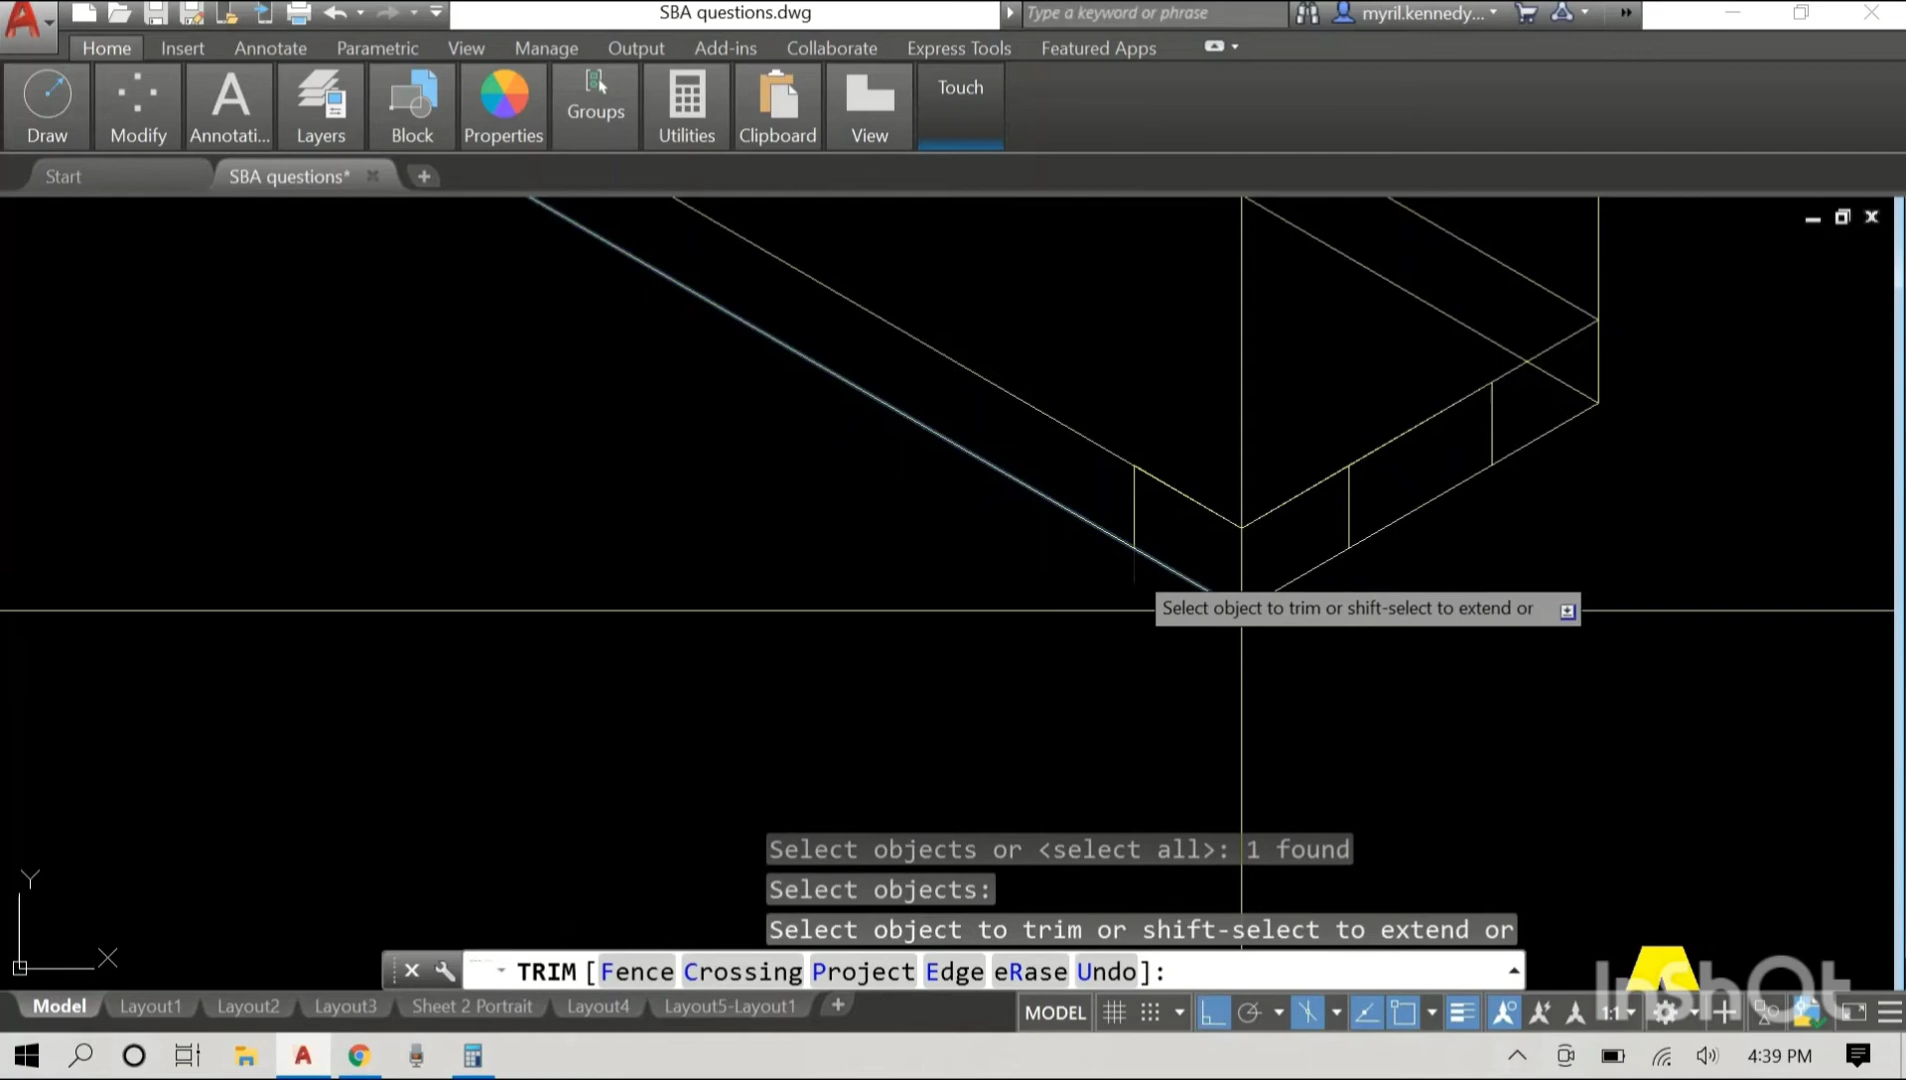 SBA questions.dwg
Type a keyword or phrase
myril.kennedy...
Home Insert Annotate Parametric View Manage Output Add-ins Collaborate Express Tools Featured Apps
Draw Modify Annotati... Layers Block Properties Groups Utilities Clipboard View Touch
Start SBA questions*
Select object to trim or shift-select to extend or
Select objects or <select all>: 1 found
Select objects:
Select object to trim or shift-select to extend or
TRIM [Fence Crossing Project Edge eRase Undo]:
Y
X
Model Layout1 Layout2 Layout3 Sheet 2 Portrait Layout4 Layout5-Layout1
MODEL 1:1
InShOt
4:39 PM